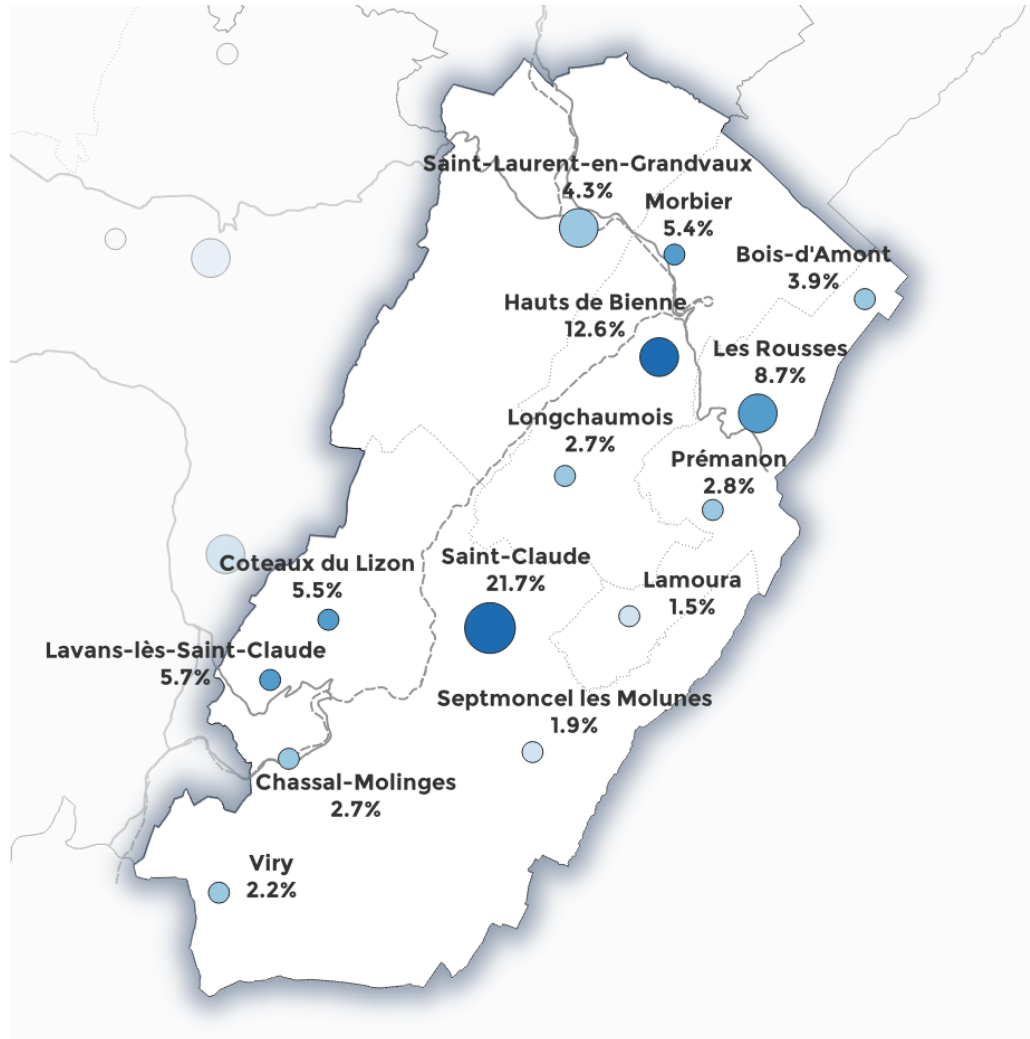 Saint-Laurent-en-Grandvaux
4.3%
Morbier
5.4%
Bois-d'Amont
3.9%
Hauts de Bienne
12.6%
Les Rousses
8.7%
Longchaumois
2.7%
Prémanon
2.8%
Saint-Claude
21.7%
Coteaux du Lizon
5.5%
Lamoura
1.5%
Lavans-lès-Saint-Claude
5.7%
Septmoncel les Molunes
1.9%
Chassal-Molinges
2.7%
Viry
2.2%